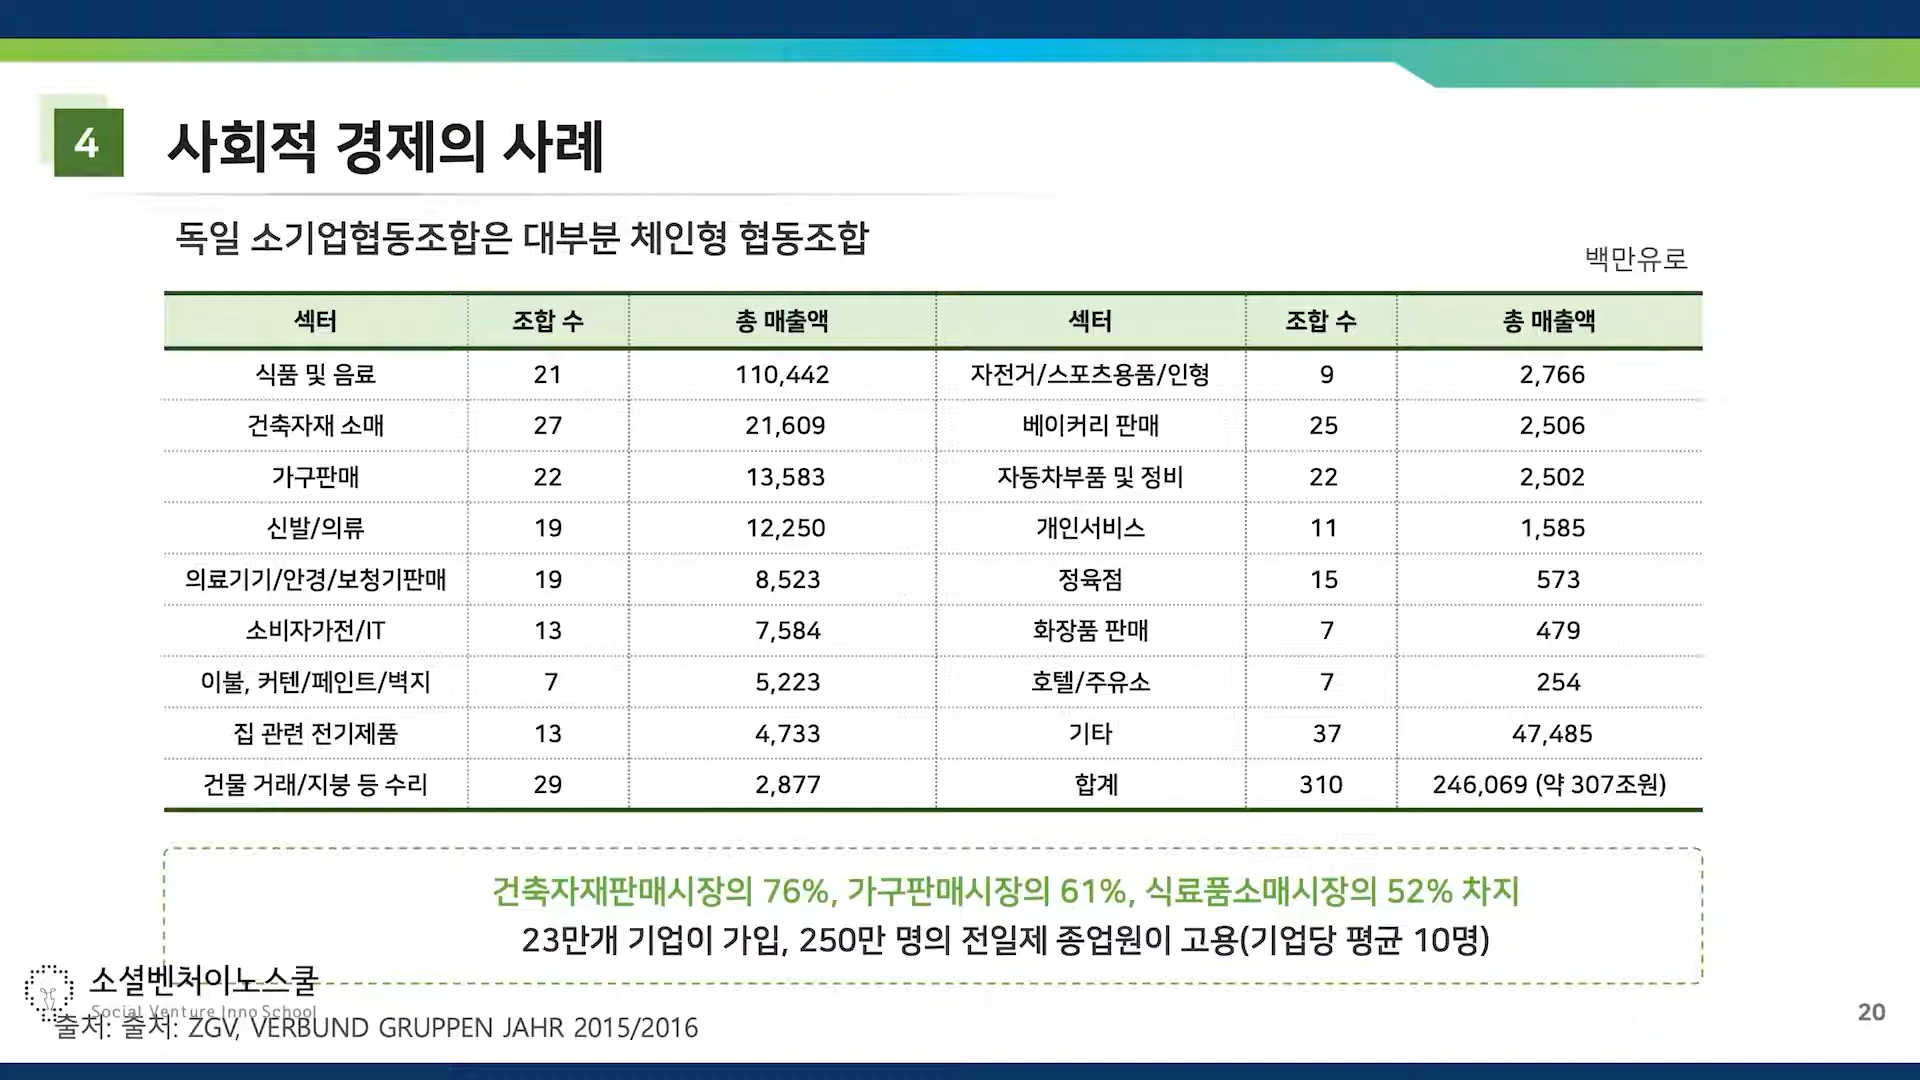 4
사회적 경제의 사례
독일 소기업협동조합은 대부분 체인형 협동조합
백만유로
섹터 조합 수 총 매출액 섹터 조합 수 총 매출액
식품 및 음료 21 110,442 자전거/스포츠용품/인형 9 2,766
건축자재 소매 27 21,609 베이커리 판매 25 2,506
가구판매 22 13,583 자동차부품 및 정비 22 2,502
신발/의류 19 12,250 개인서비스 11 1,585
의료기기/안경/보청기판매 19 8,523 정육점 15 573
소비자가전/IT 13 7,584 화장품 판매 7 479
이불, 커텐/페인트/벽지 7 5,223 호텔/주유소 7 254
집 관련 전기제품 13 4,733 기타 37 47,485
건물 거래/지붕 등 수리 29 2,877 합계 310 246,069 (약 307조원)
건축자재판매시장의 76%, 가구판매시장의 61%, 식료품소매시장의 52% 차지
23만개 기업이 가입, 250만 명의 전일제 종업원이 고용(기업당 평균 10명)
소셜벤처이노스쿨
Social Venture Inno School
출처: 출처: ZGV, VERBUND GRUPPEN JAHR 2015/2016
20